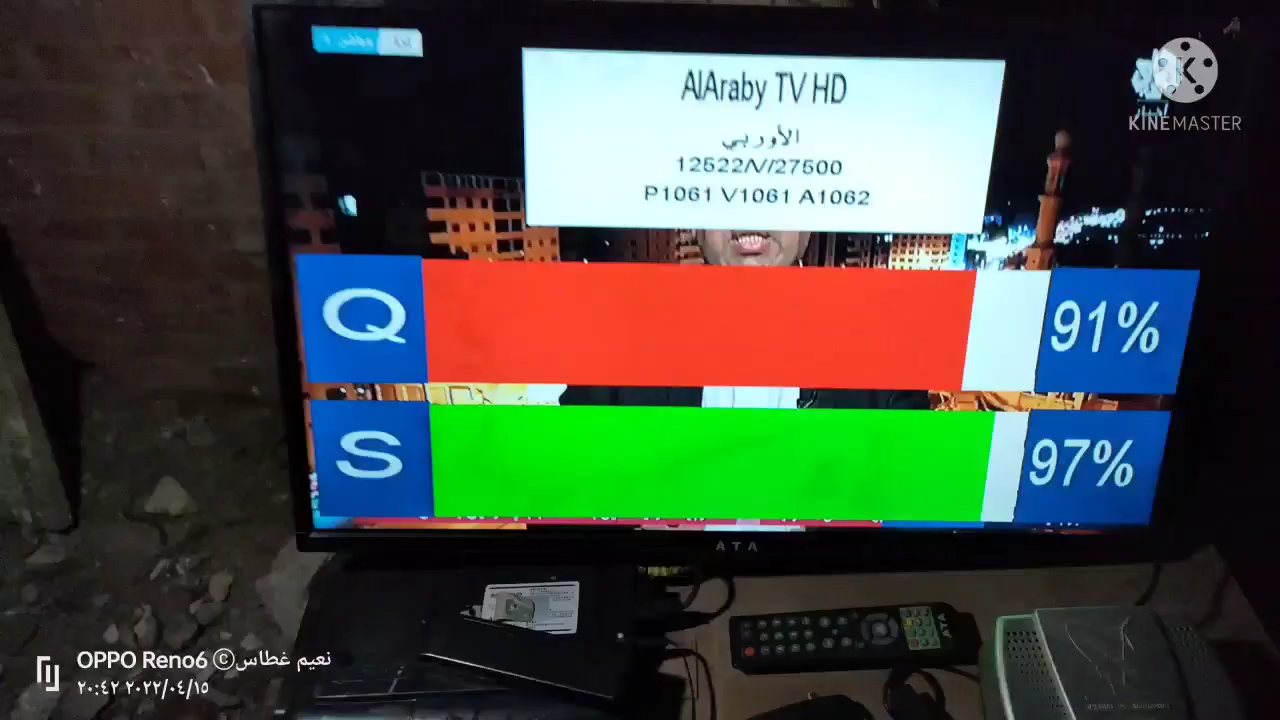 AlAraby TV HD
الأوربي
12522/V/27500
P1061 V1061 A1062
KINEMASTER
Q
91%
S
97%
ATA
ATA
OPPO Reno6 ©نعيم غطاس
٢٠٢٢/٠٤/١٥ ٢٠:٤٢